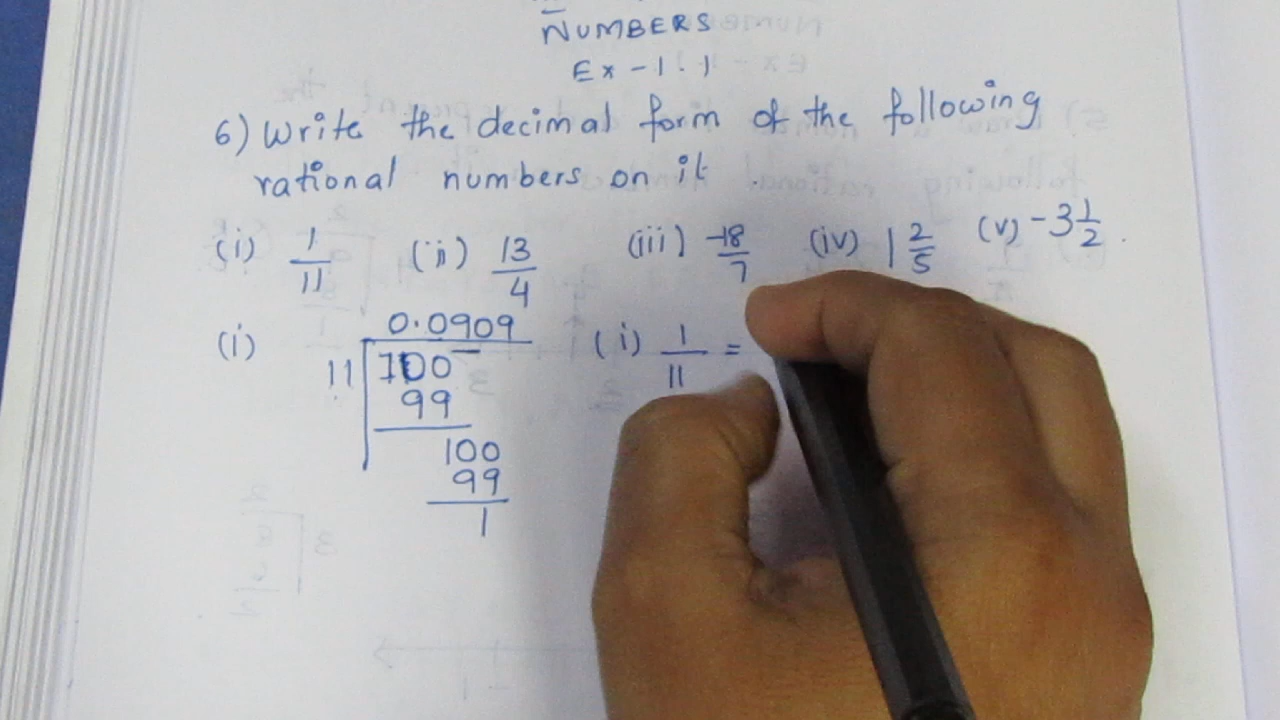 NUMBERS
Ex - 1.1
6) Write the decimal form of the following
rational numbers on it.
(i) 1/11 (ii) 13/4 (iii) -18/7 (iv) 1 2/5 (v) -3 1/2.
(i) 0.0909 (i) 1/11 =
11 100
99
100
99
1